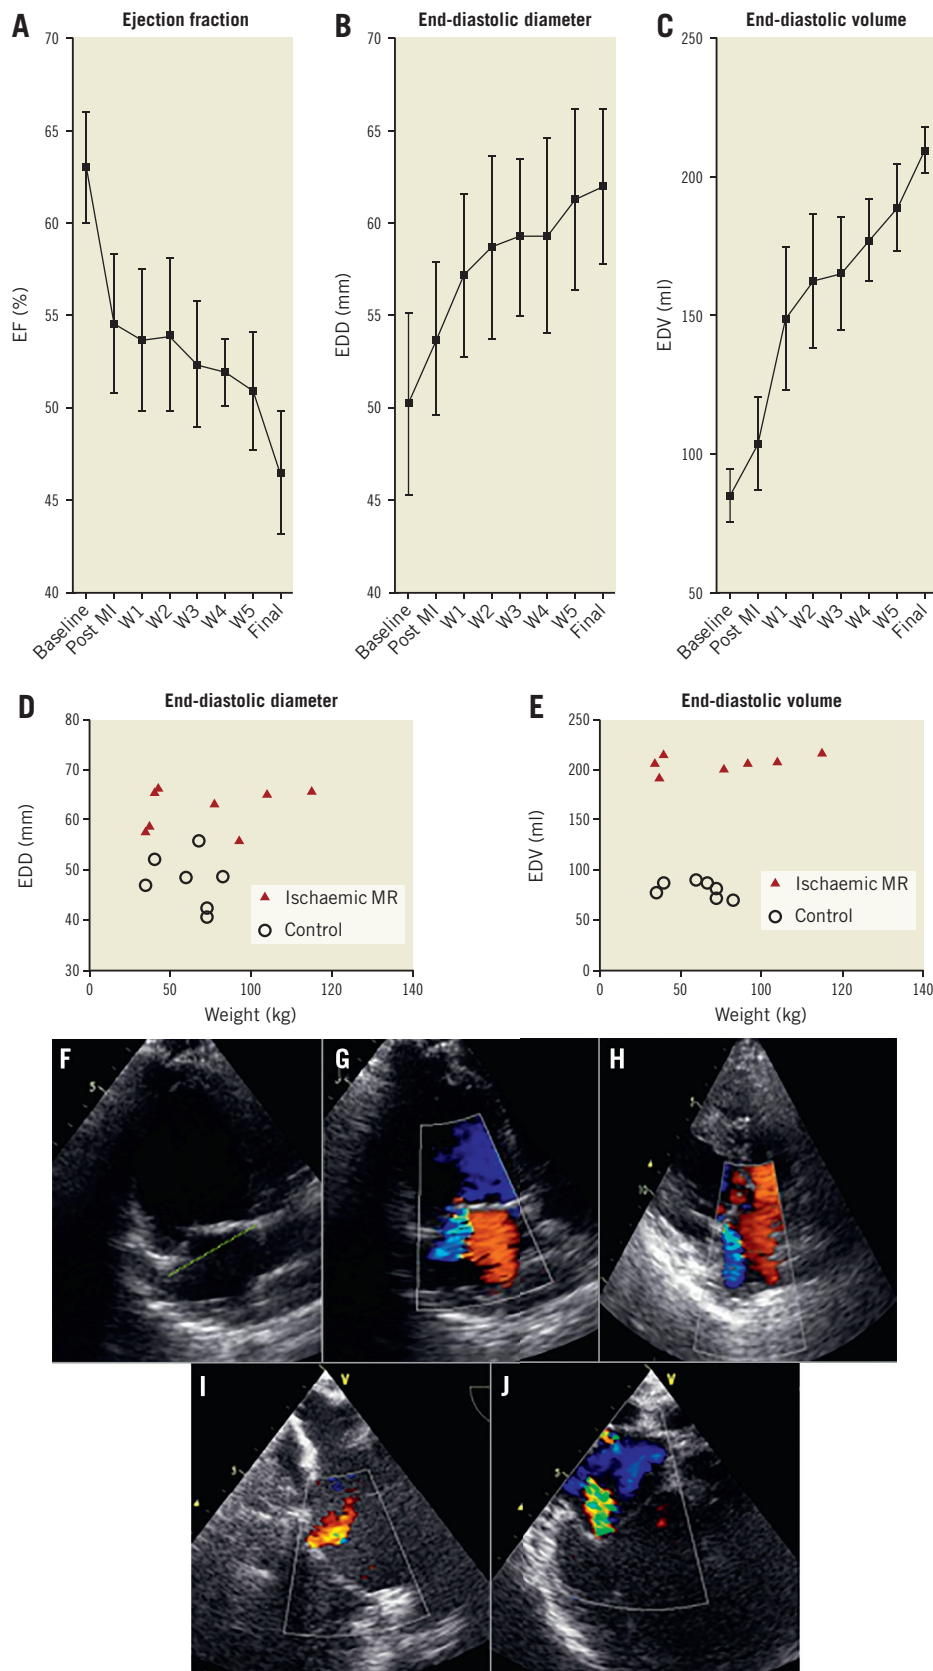 A Ejection fraction
70
65
60
55
50
45
40
EF (%)
Baseline
Post MI
W1
W2
W3
W4
W5
Final
B End-diastolic diameter
70
65
60
55
50
45
40
EDD (mm)
Baseline
Post MI
W1
W2
W3
W4
W5
Final
C End-diastolic volume
250
200
150
100
50
EDV (ml)
Baseline
Post MI
W1
W2
W3
W4
W5
Final
D End-diastolic diameter
80
70
60
50
40
30
EDD (mm)
0 50 100 120 140
Weight (kg)
Ischaemic MR
Control
E End-diastolic volume
250
200
150
100
50
0
EDV (ml)
0 50 100 120 140
Weight (kg)
Ischaemic MR
Control
F
5
G
H
5
10
I
V
5
J
V
5